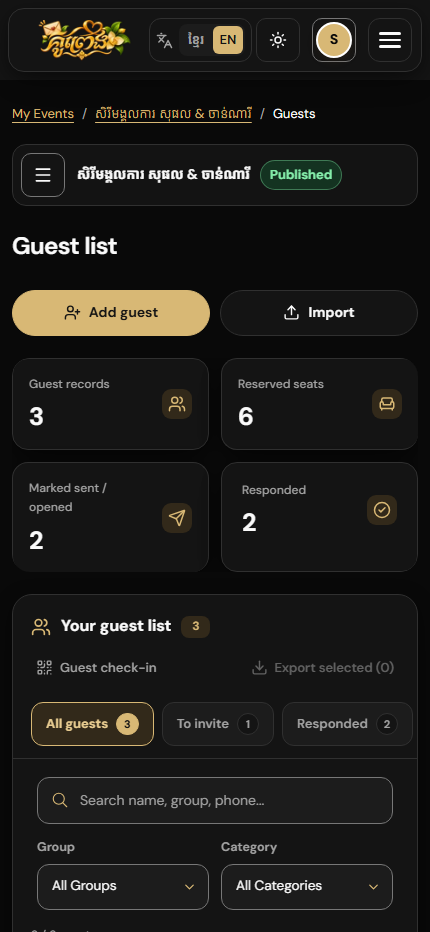 គូព្រេង
ខ្មែរ
EN
S
My Events / សិរីមង្គលការ សុផល & ចាន់ណារី / Guests
សិរីមង្គលការ សុផល & ចាន់ណារី
Published
Guest list
Add guest
Import
Guest records
3
Reserved seats
6
Marked sent /
opened
2
Responded
2
Your guest list 3
Guest check-in
Export selected (0)
All guests 3
To invite 1
Responded 2
Search name, group, phone...
Group
Category
All Groups
All Categories